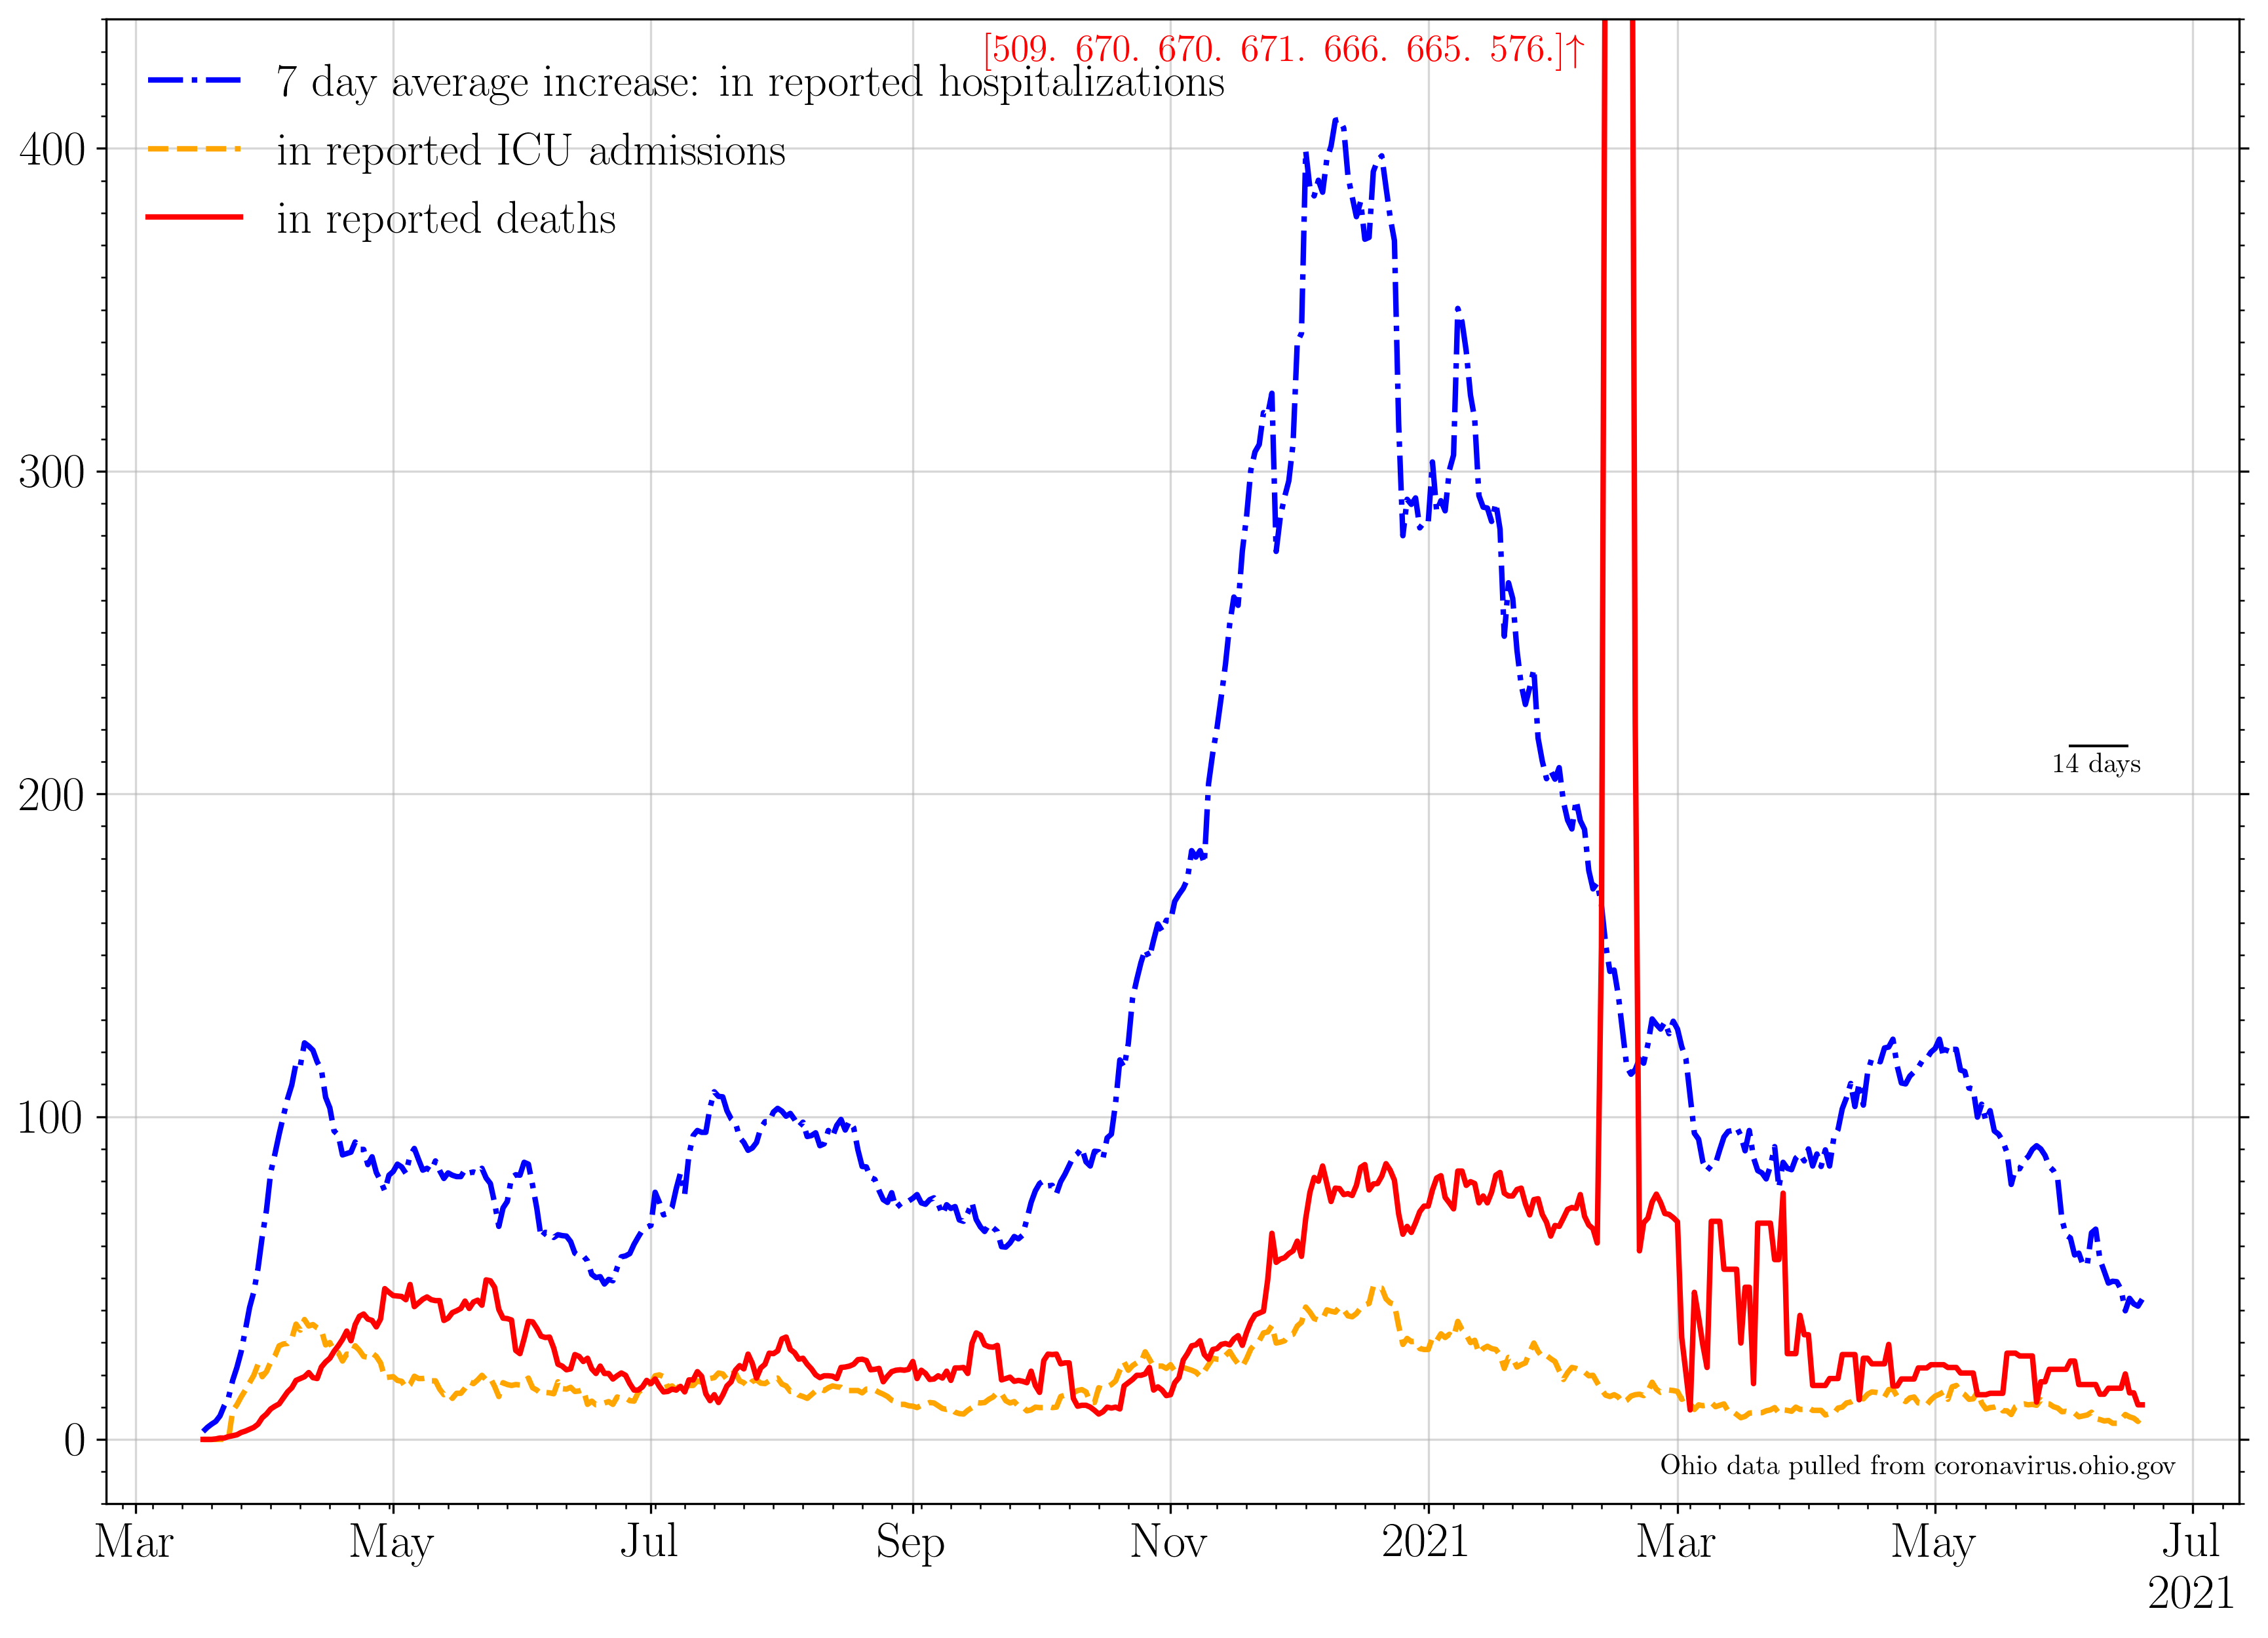 [509. 670. 670. 671. 666. 665. 576.]↑
7 day average increase: in reported hospitalizations
in reported ICU admissions
in reported deaths
400
300
200
100
0
14 days
Ohio data pulled from coronavirus.ohio.gov
Mar May Jul Sep Nov 2021 Mar May Jul
2021